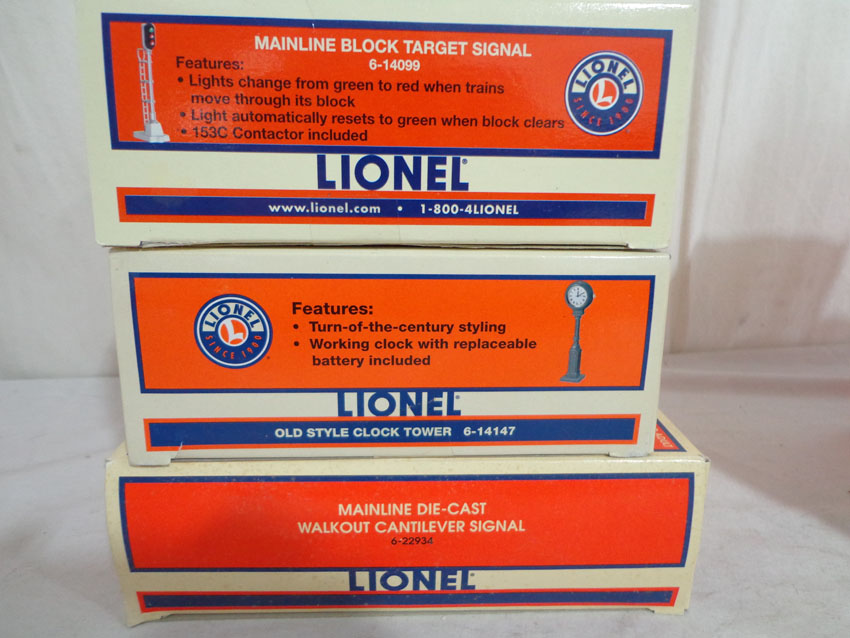 MAINLINE BLOCK TARGET SIGNAL
6-14099
Features:
• Lights change from green to red when trains
move through its block
• Light automatically resets to green when block clears
• 153C Contactor included
LIONEL
L
SINCE 1900
LIONEL®
www.lionel.com • 1-800-4LIONEL
LIONEL
L
SINCE 1900
®
Features:
• Turn-of-the-century styling
• Working clock with replaceable
battery included
LIONEL®
OLD STYLE CLOCK TOWER 6-14147
MAINLINE DIE-CAST
WALKOUT CANTILEVER SIGNAL
6-22934
LIONEL®